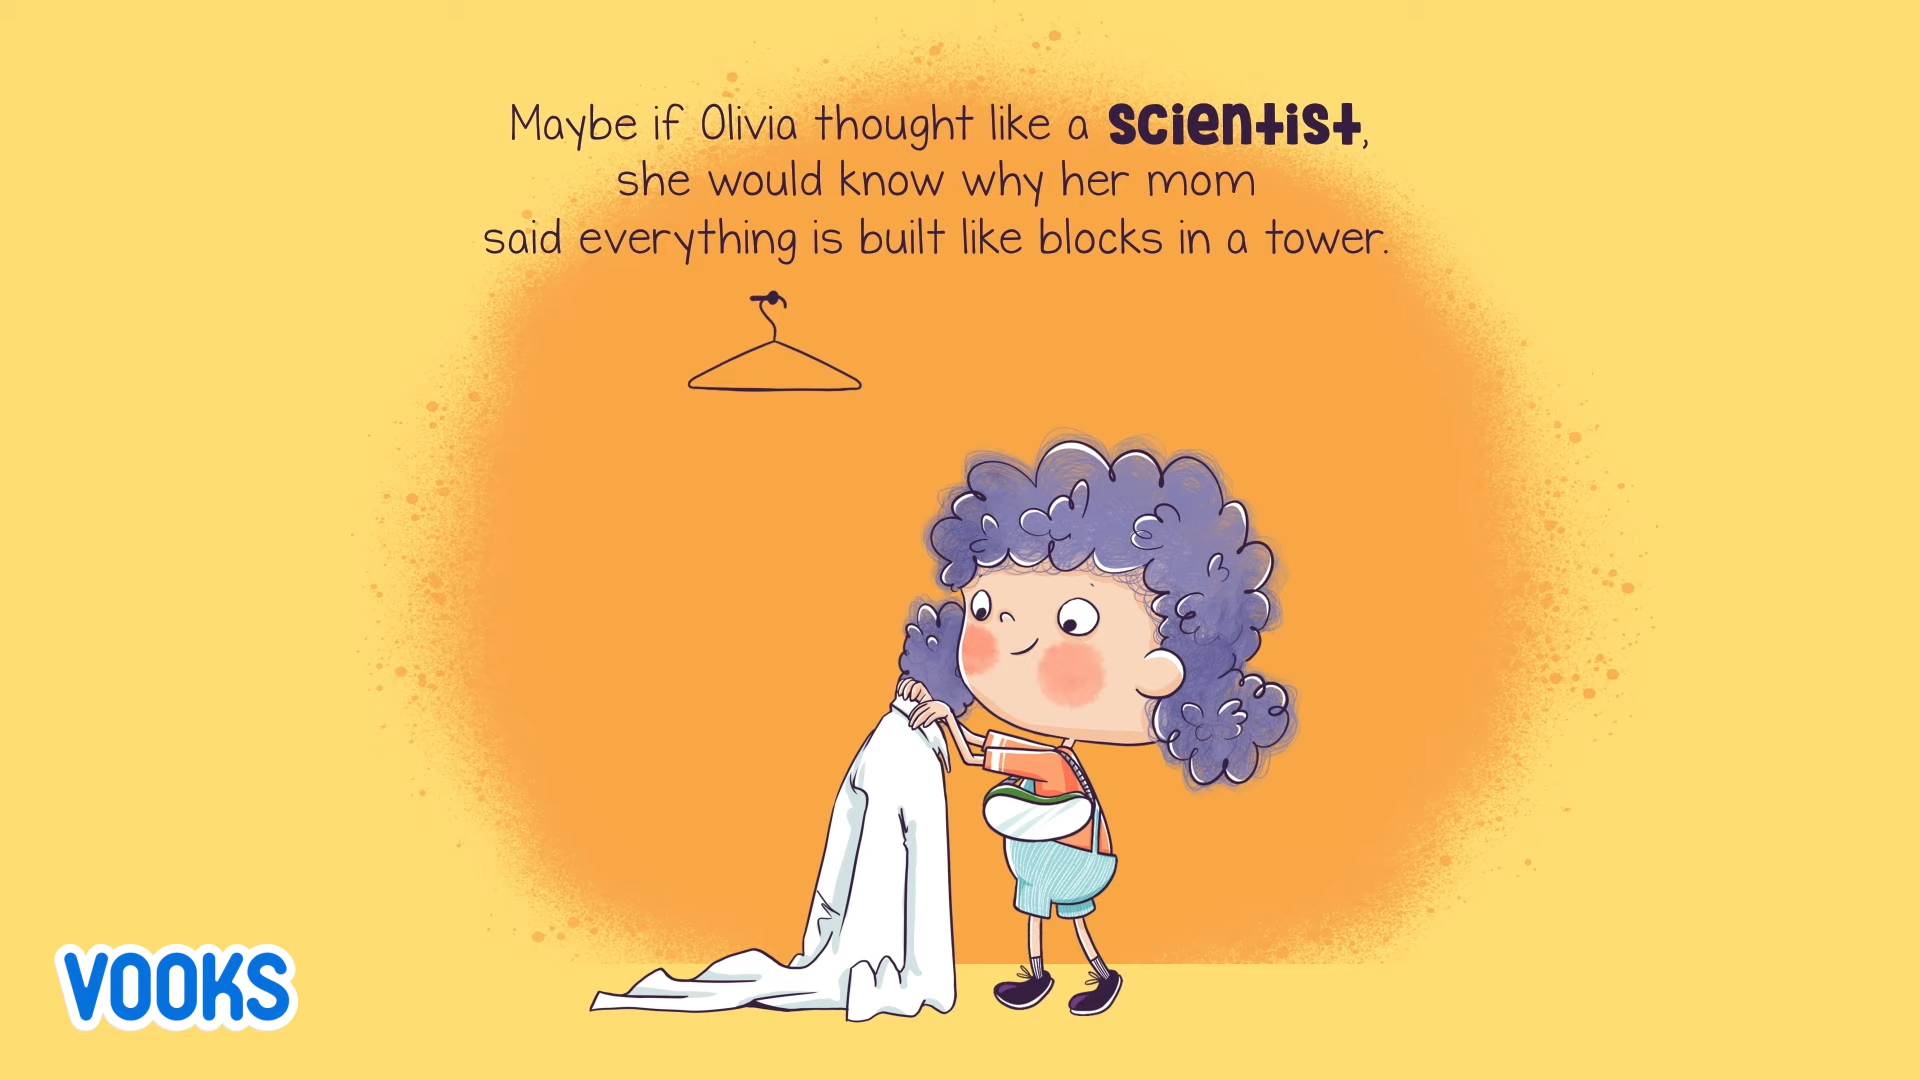 Maybe if Olivia thought like a scientist,
she would know why her mom
said everything is built like blocks in a tower.
VOOKS